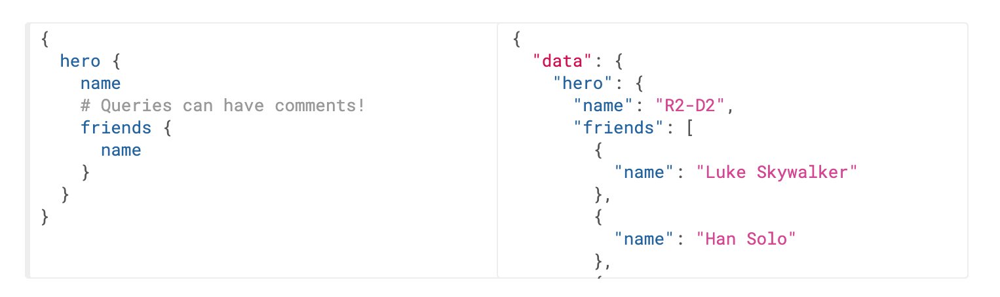 {
  hero {
    name
    # Queries can have comments!
    friends {
      name
    }
  }
}
{
  "data": {
    "hero": {
      "name": "R2-D2",
      "friends": [
        {
          "name": "Luke Skywalker"
        },
        {
          "name": "Han Solo"
        },